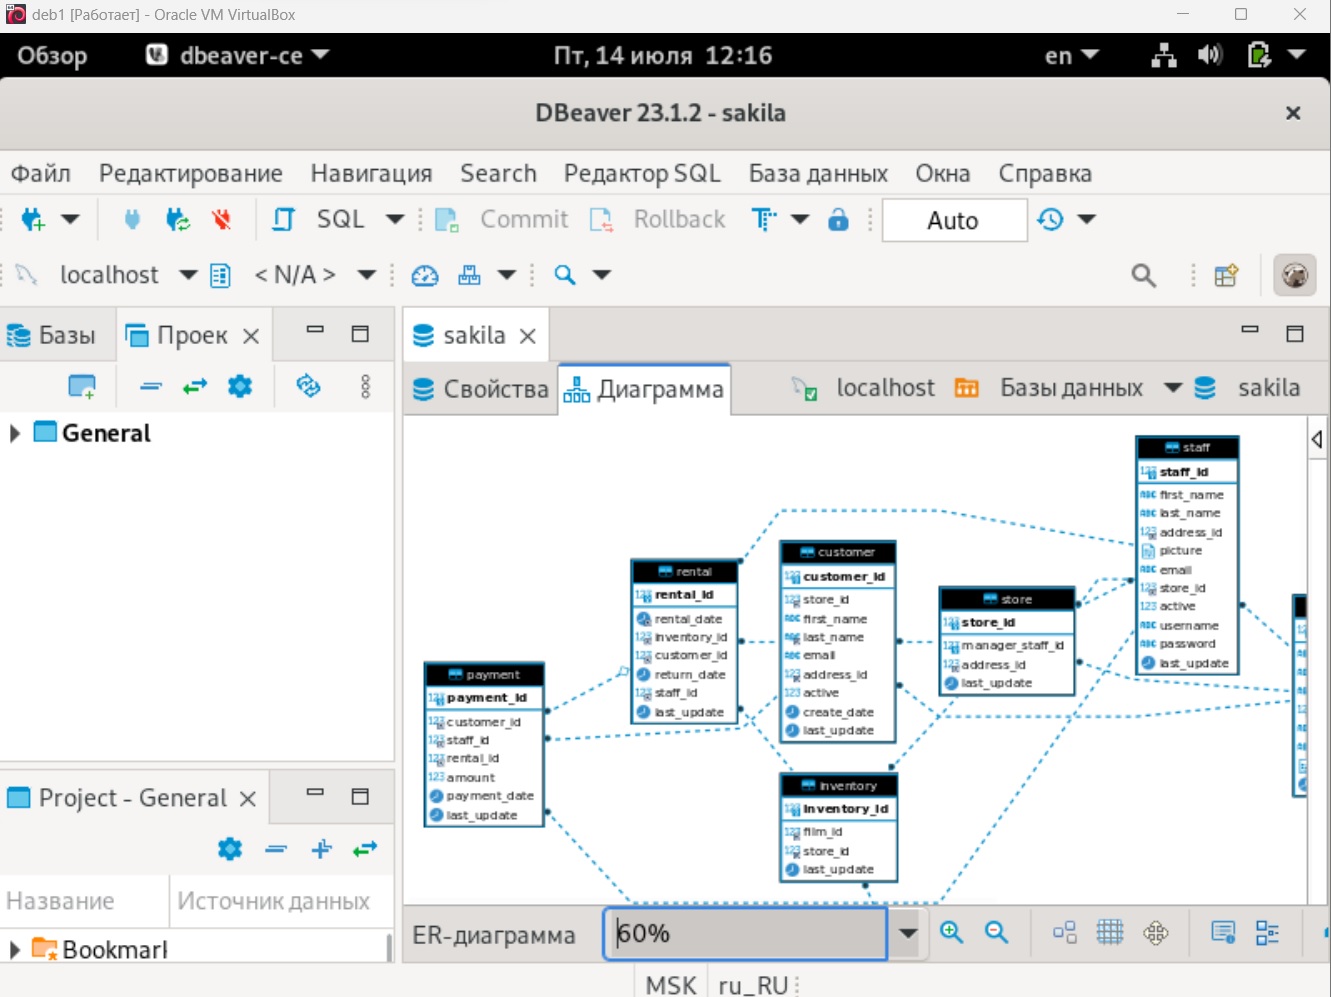 deb1 [Работает] - Oracle VM VirtualBox
Обзор dbeaver-ce Пт, 14 июля 12:16 en
DBeaver 23.1.2 - sakila
Файл Редактирование Навигация Search Редактор SQL База данных Окна Справка
SQL Commit Rollback Auto
localhost < N/A >
Базы Проек sakila
Свойства Диаграмма localhost Базы данных sakila
General
payment
payment_id
customer_id
staff_id
rental_id
amount
payment_date
last_update
rental
rental_id
rental_date
inventory_id
customer_id
return_date
staff_id
last_update
customer
customer_id
store_id
first_name
last_name
email
address_id
active
create_date
last_update
inventory
inventory_id
film_id
store_id
last_update
store
store_id
manager_staff_id
address_id
last_update
staff
staff_id
first_name
last_name
address_id
picture
email
store_id
active
username
password
last_update
Project - General
Название Источник данных
Bookmar
ER-диаграмма 60%
MSK ru_RU